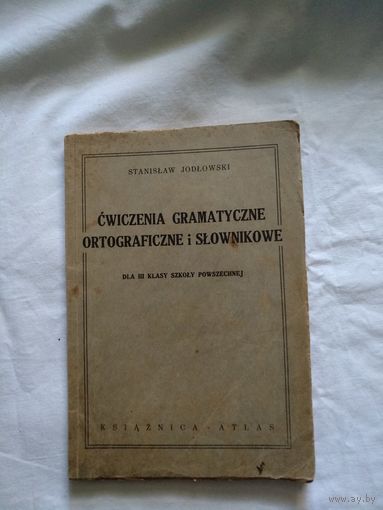 STANISŁAW JODŁOWSKI
ĆWICZENIA GRAMATYCZNE
ORTOGRAFICZNE i SŁOWNIKOWE
DLA III KLASY SZKOŁY POWSZECHNEJ
KSIĄŻNICA - ATLAS
www.ay.by